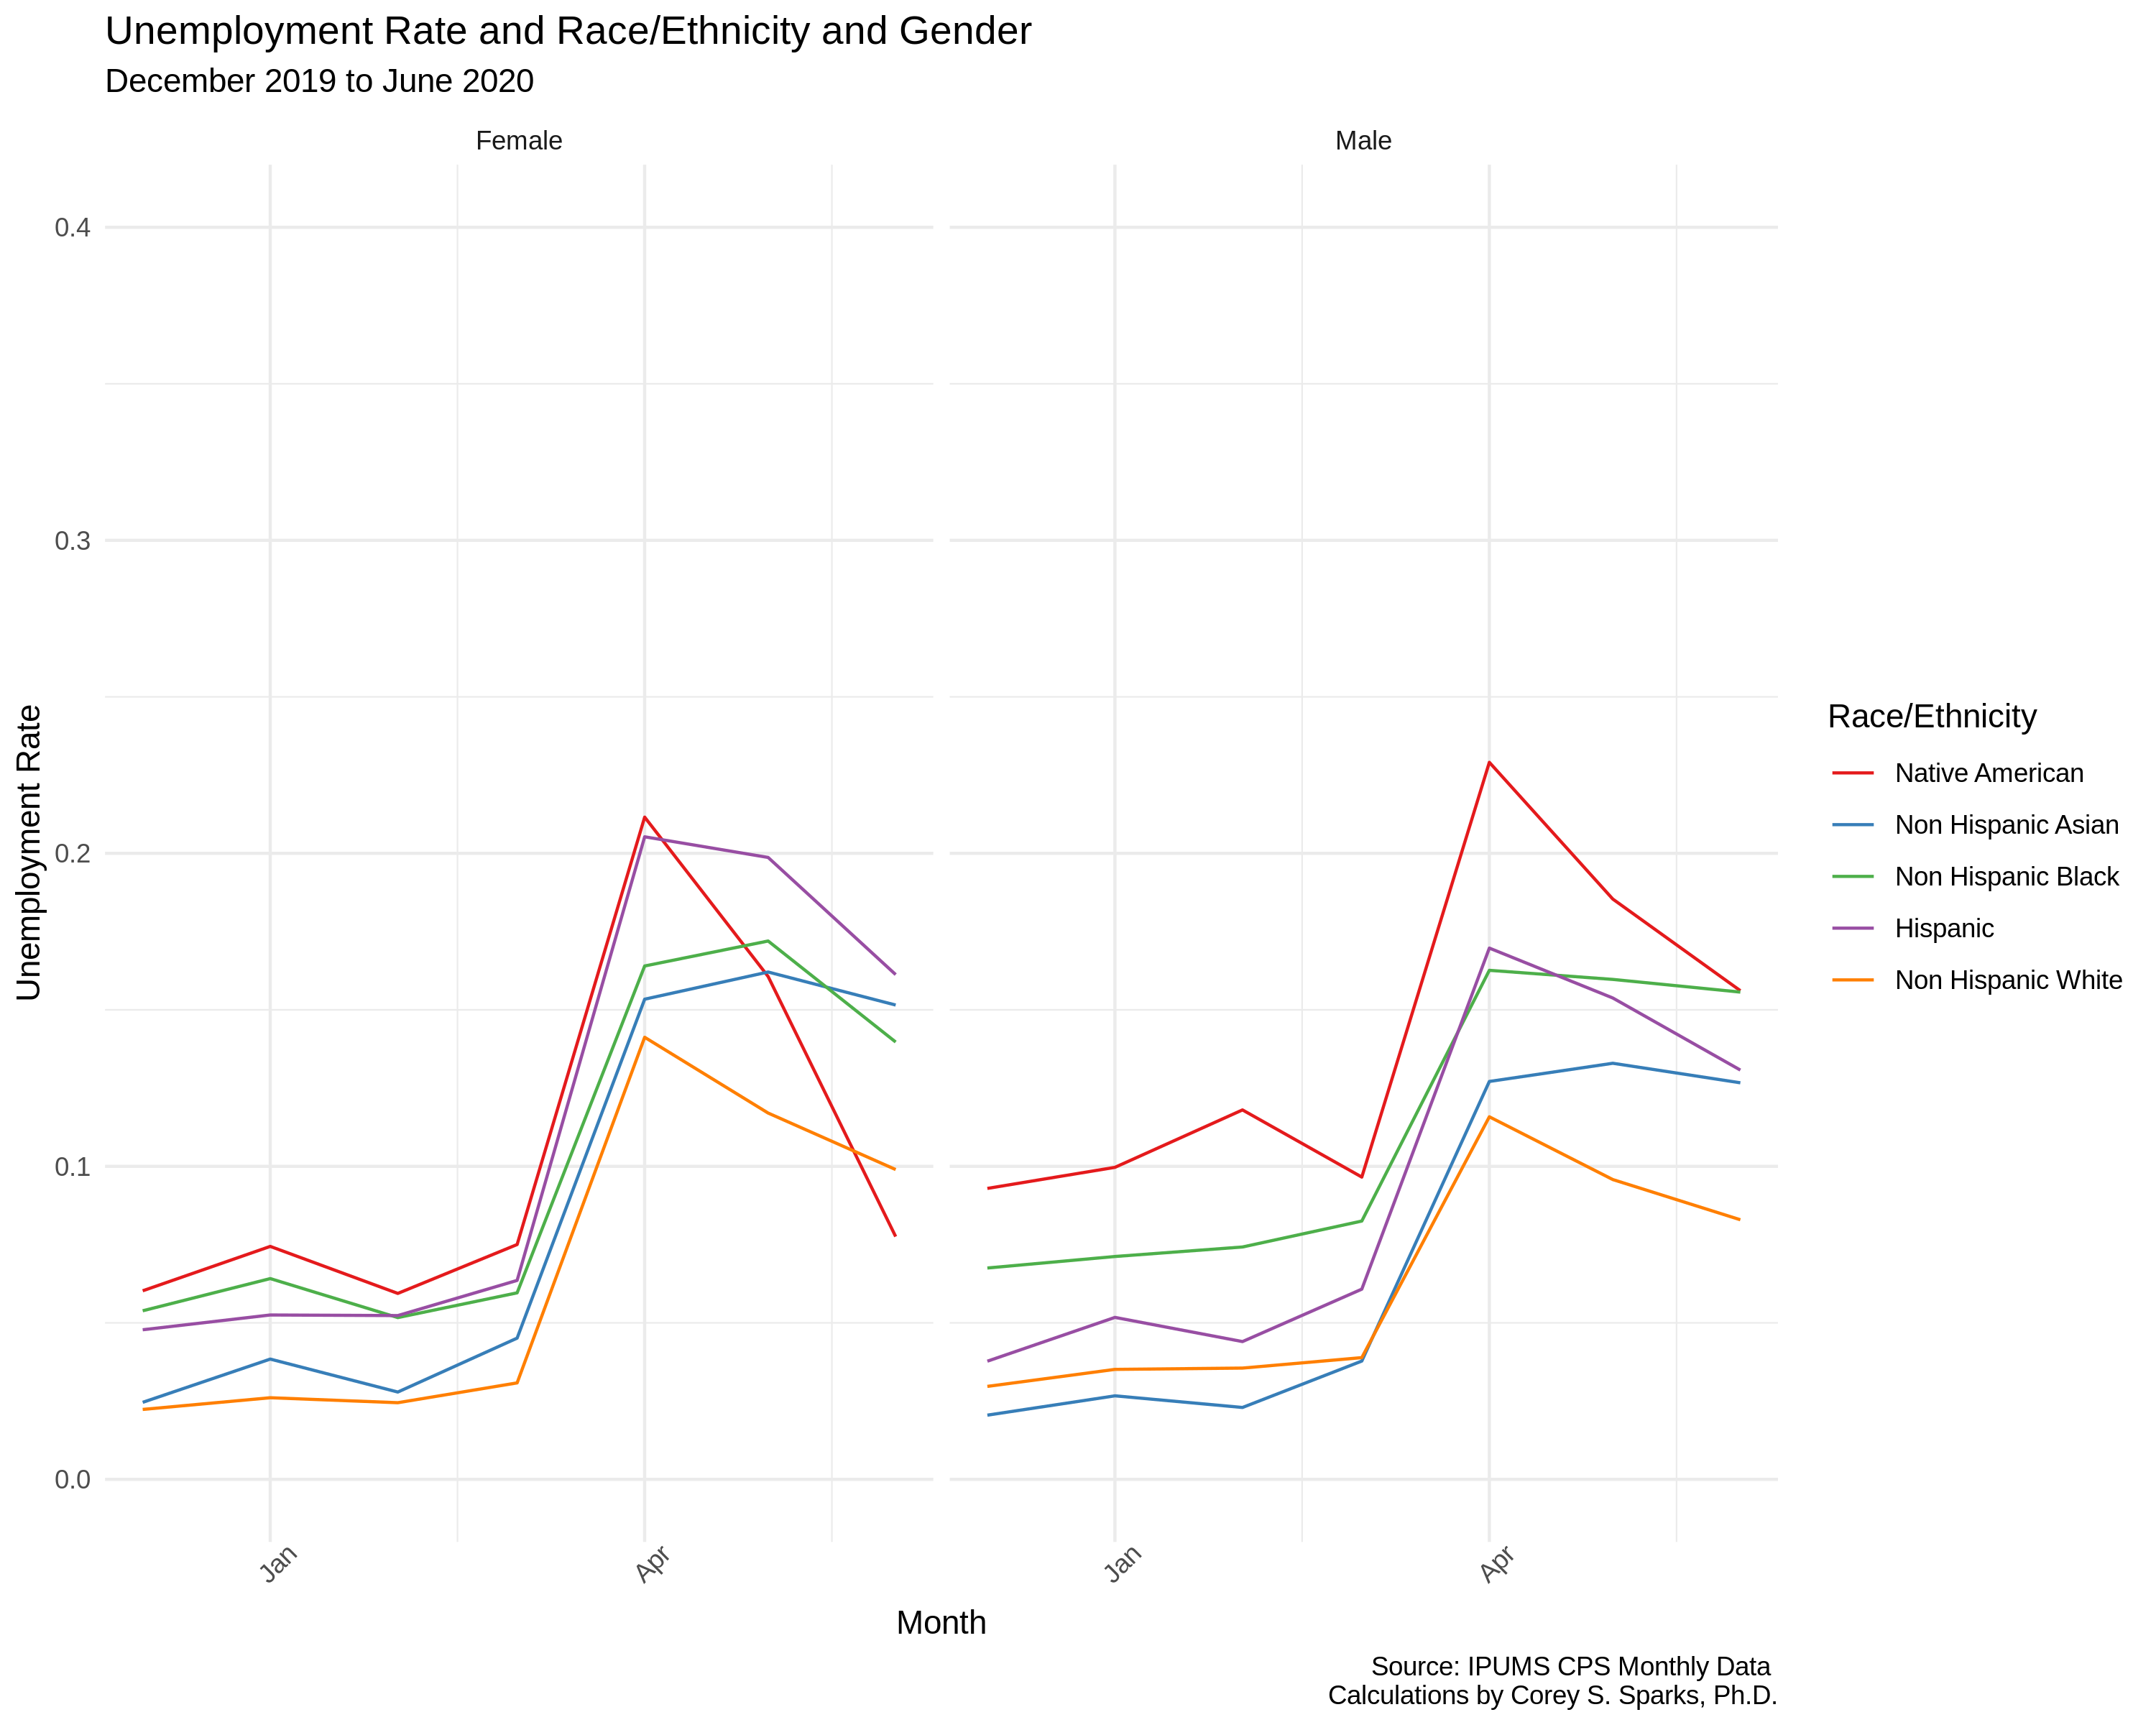 Unemployment Rate and Race/Ethnicity and Gender
December 2019 to June 2020
Female
Male
0.4
0.3
0.2
0.1
0.0
Unemployment Rate
Jan
Apr
Jan
Apr
Month
Race/Ethnicity
Native American
Non Hispanic Asian
Non Hispanic Black
Hispanic
Non Hispanic White
Source: IPUMS CPS Monthly Data
Calculations by Corey S. Sparks, Ph.D.